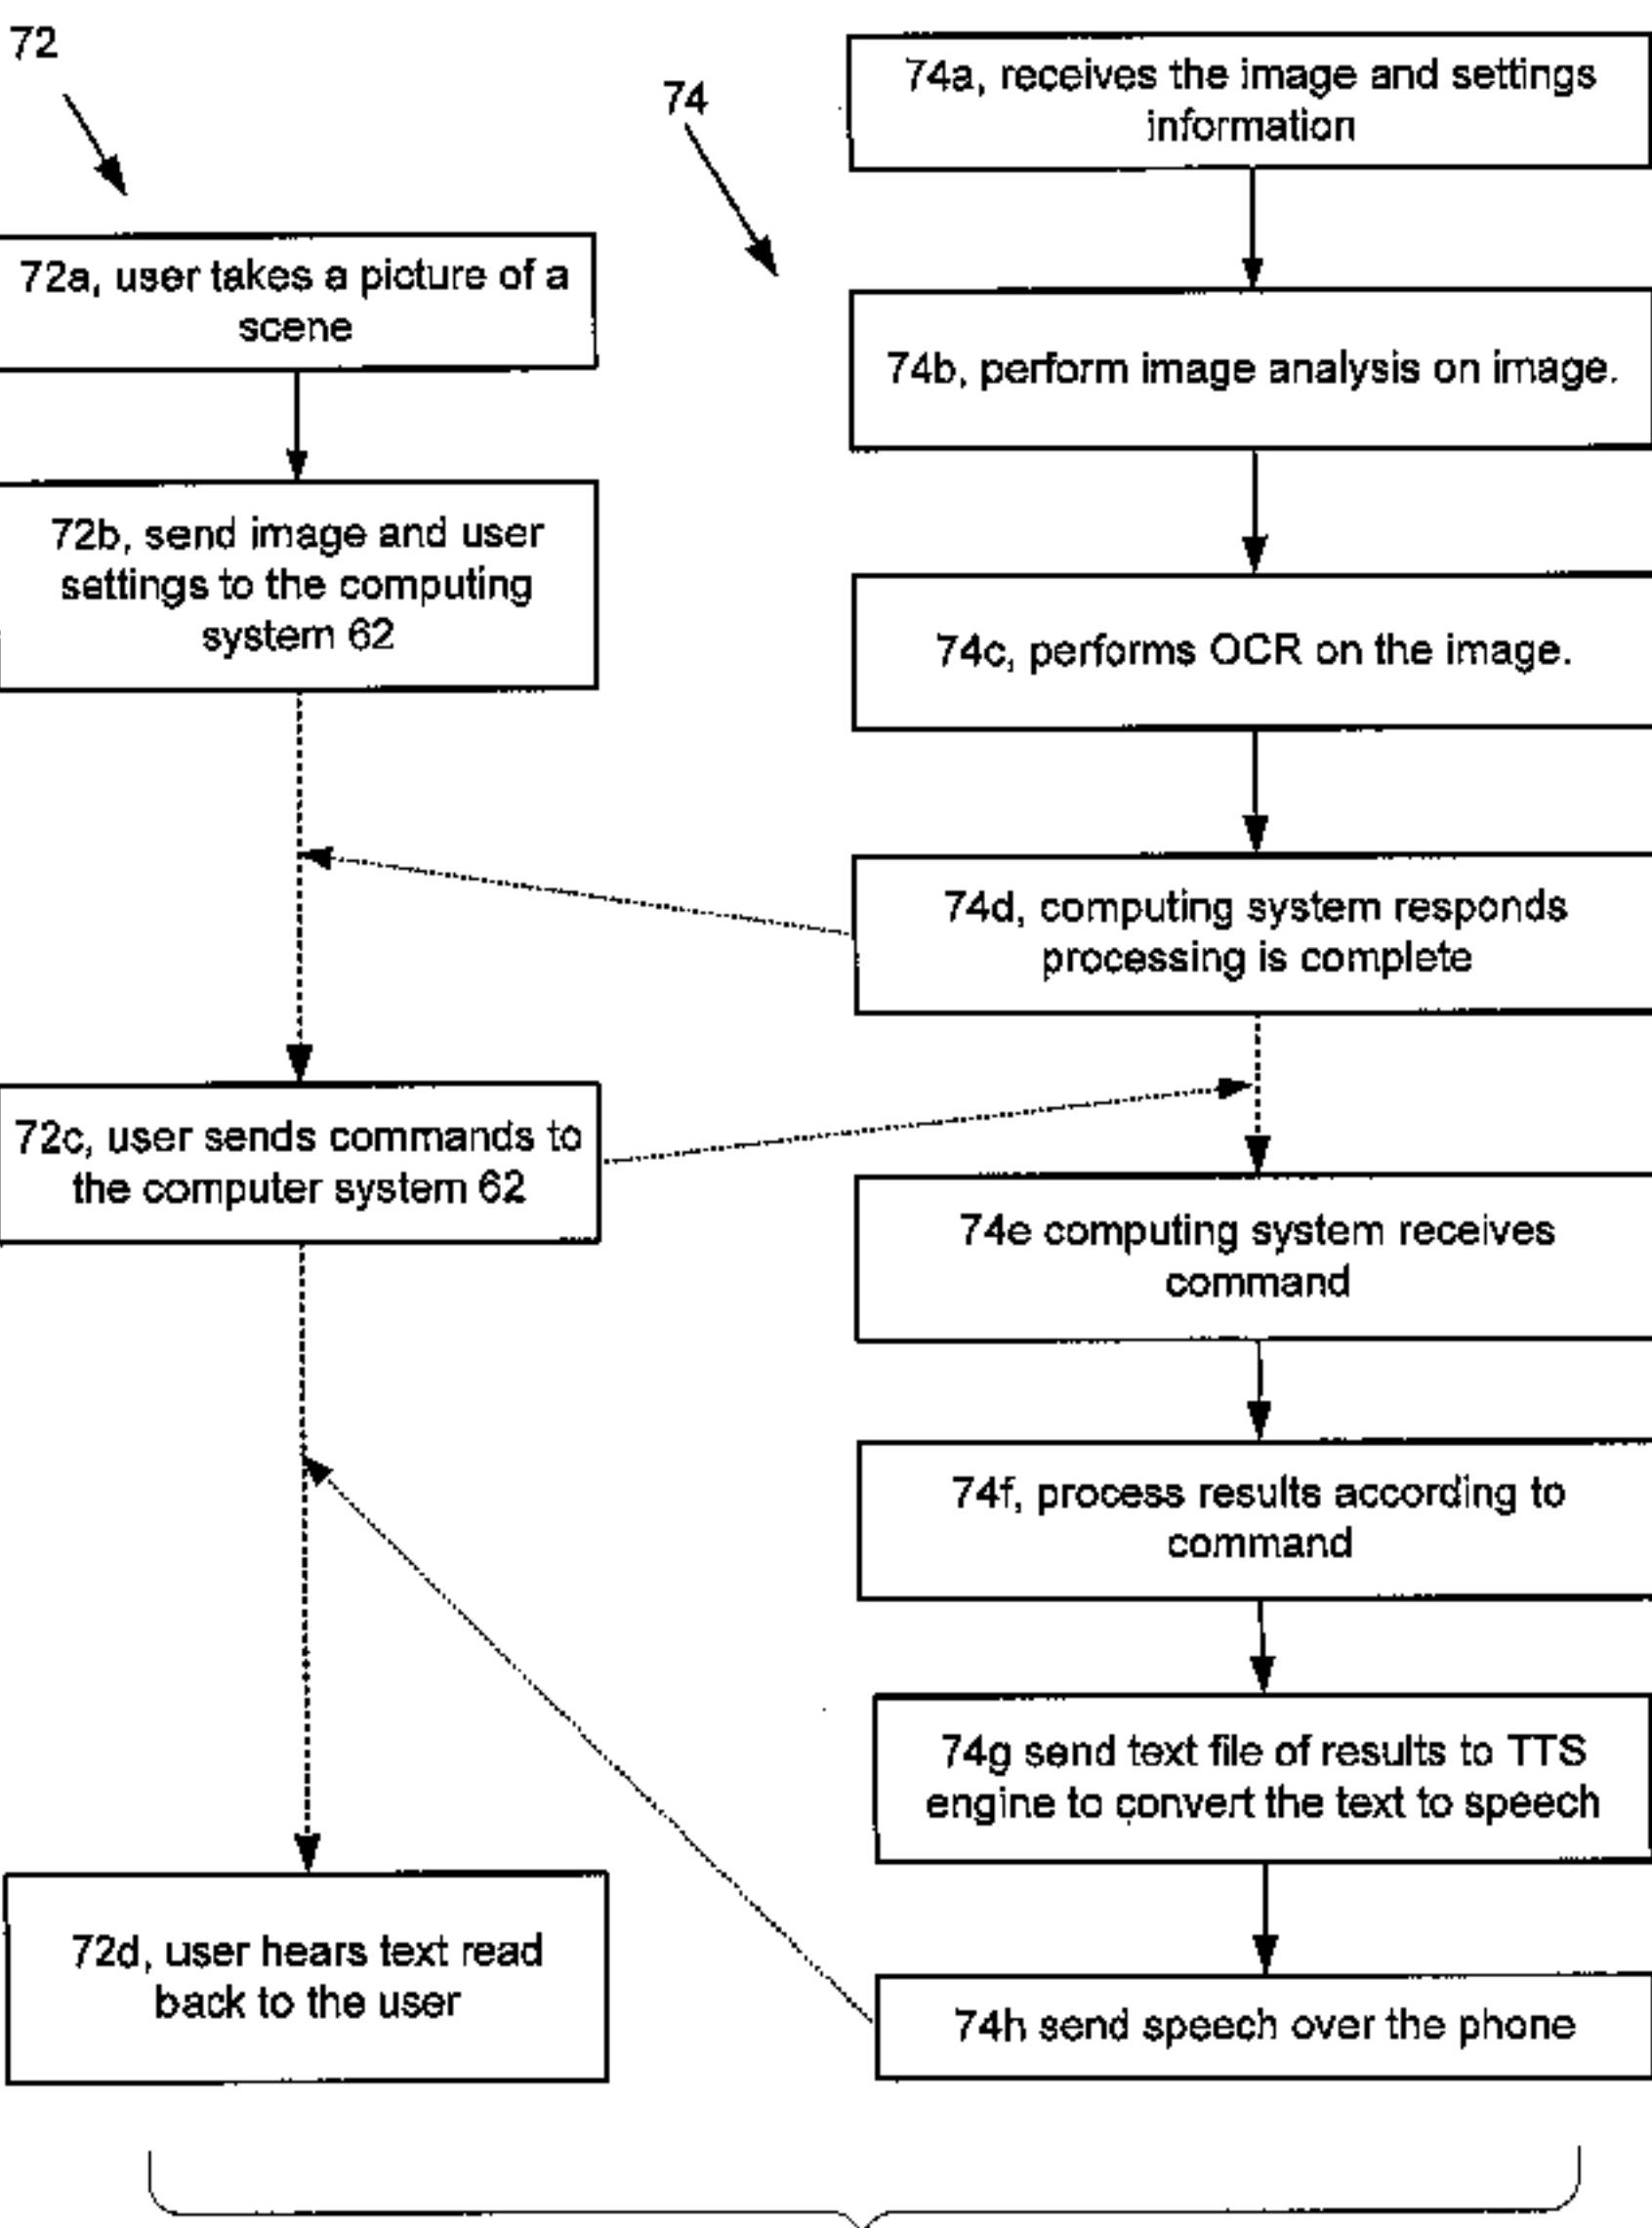 72
72a, user takes a picture of a
scene
72b, send image and user
settings to the computing
system 62
72c, user sends commands to
the computer system 62
72d, user hears text read
back to the user
74
74a, receives the image and settings
information
74b, perform image analysis on image.
74c, performs OCR on the image.
74d, computing system responds
processing is complete
74e computing system receives
command
74f, process results according to
command
74g send text file of results to TTS
engine to convert the text to speech
74h send speech over the phone